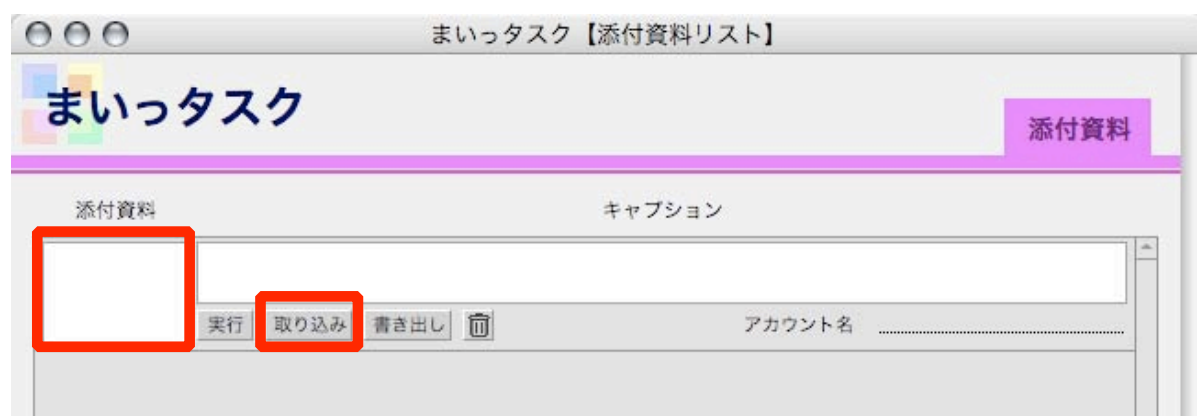 まいっタスク【添付資料リスト】
まいっタスク
添付資料
添付資料 キャプション
実行 取り込み 書き出し アカウント名